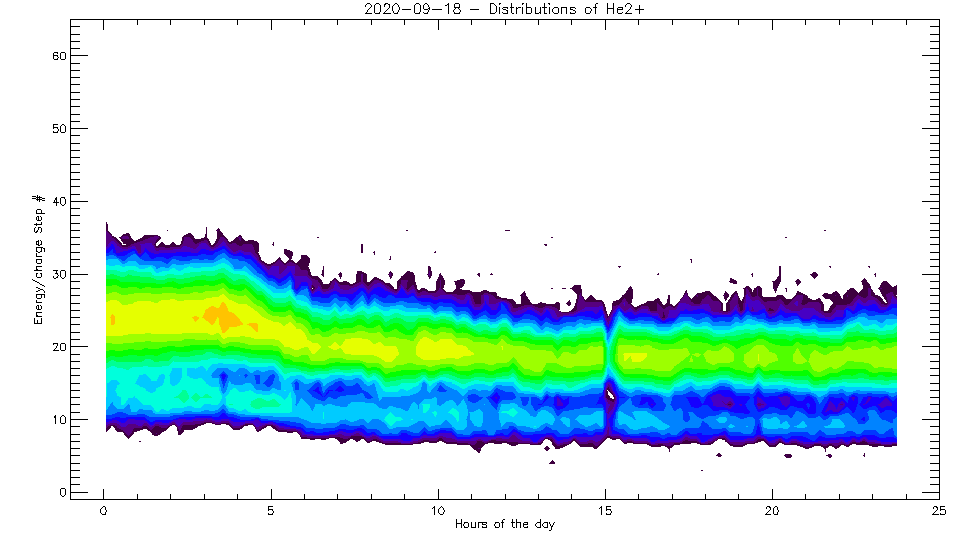 2020-09-18 - Distributions of He2+
60
50
40
30
20
10
0
Energy/charge Step #
0 5 10 15 20 25
Hours of the day